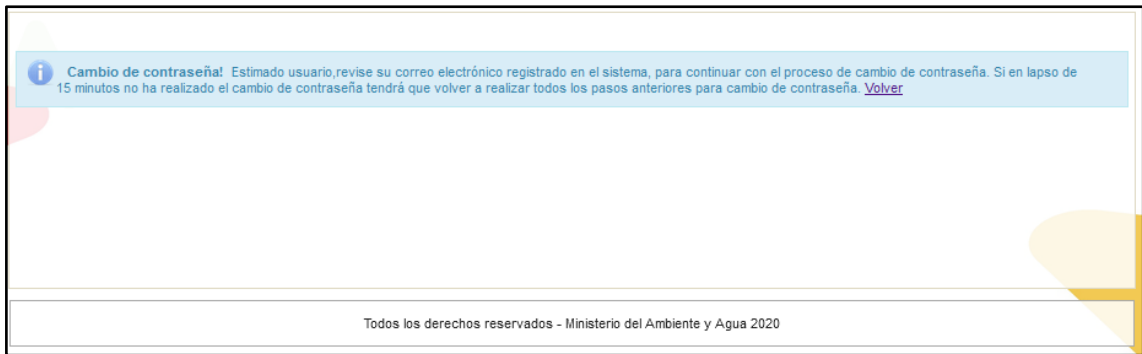 Cambio de contraseña! Estimado usuario,revise su correo electrónico registrado en el sistema, para continuar con el proceso de cambio de contraseña. Si en lapso de
15 minutos no ha realizado el cambio de contraseña tendrá que volver a realizar todos los pasos anteriores para cambio de contraseña. Volver
Todos los derechos reservados - Ministerio del Ambiente y Agua 2020